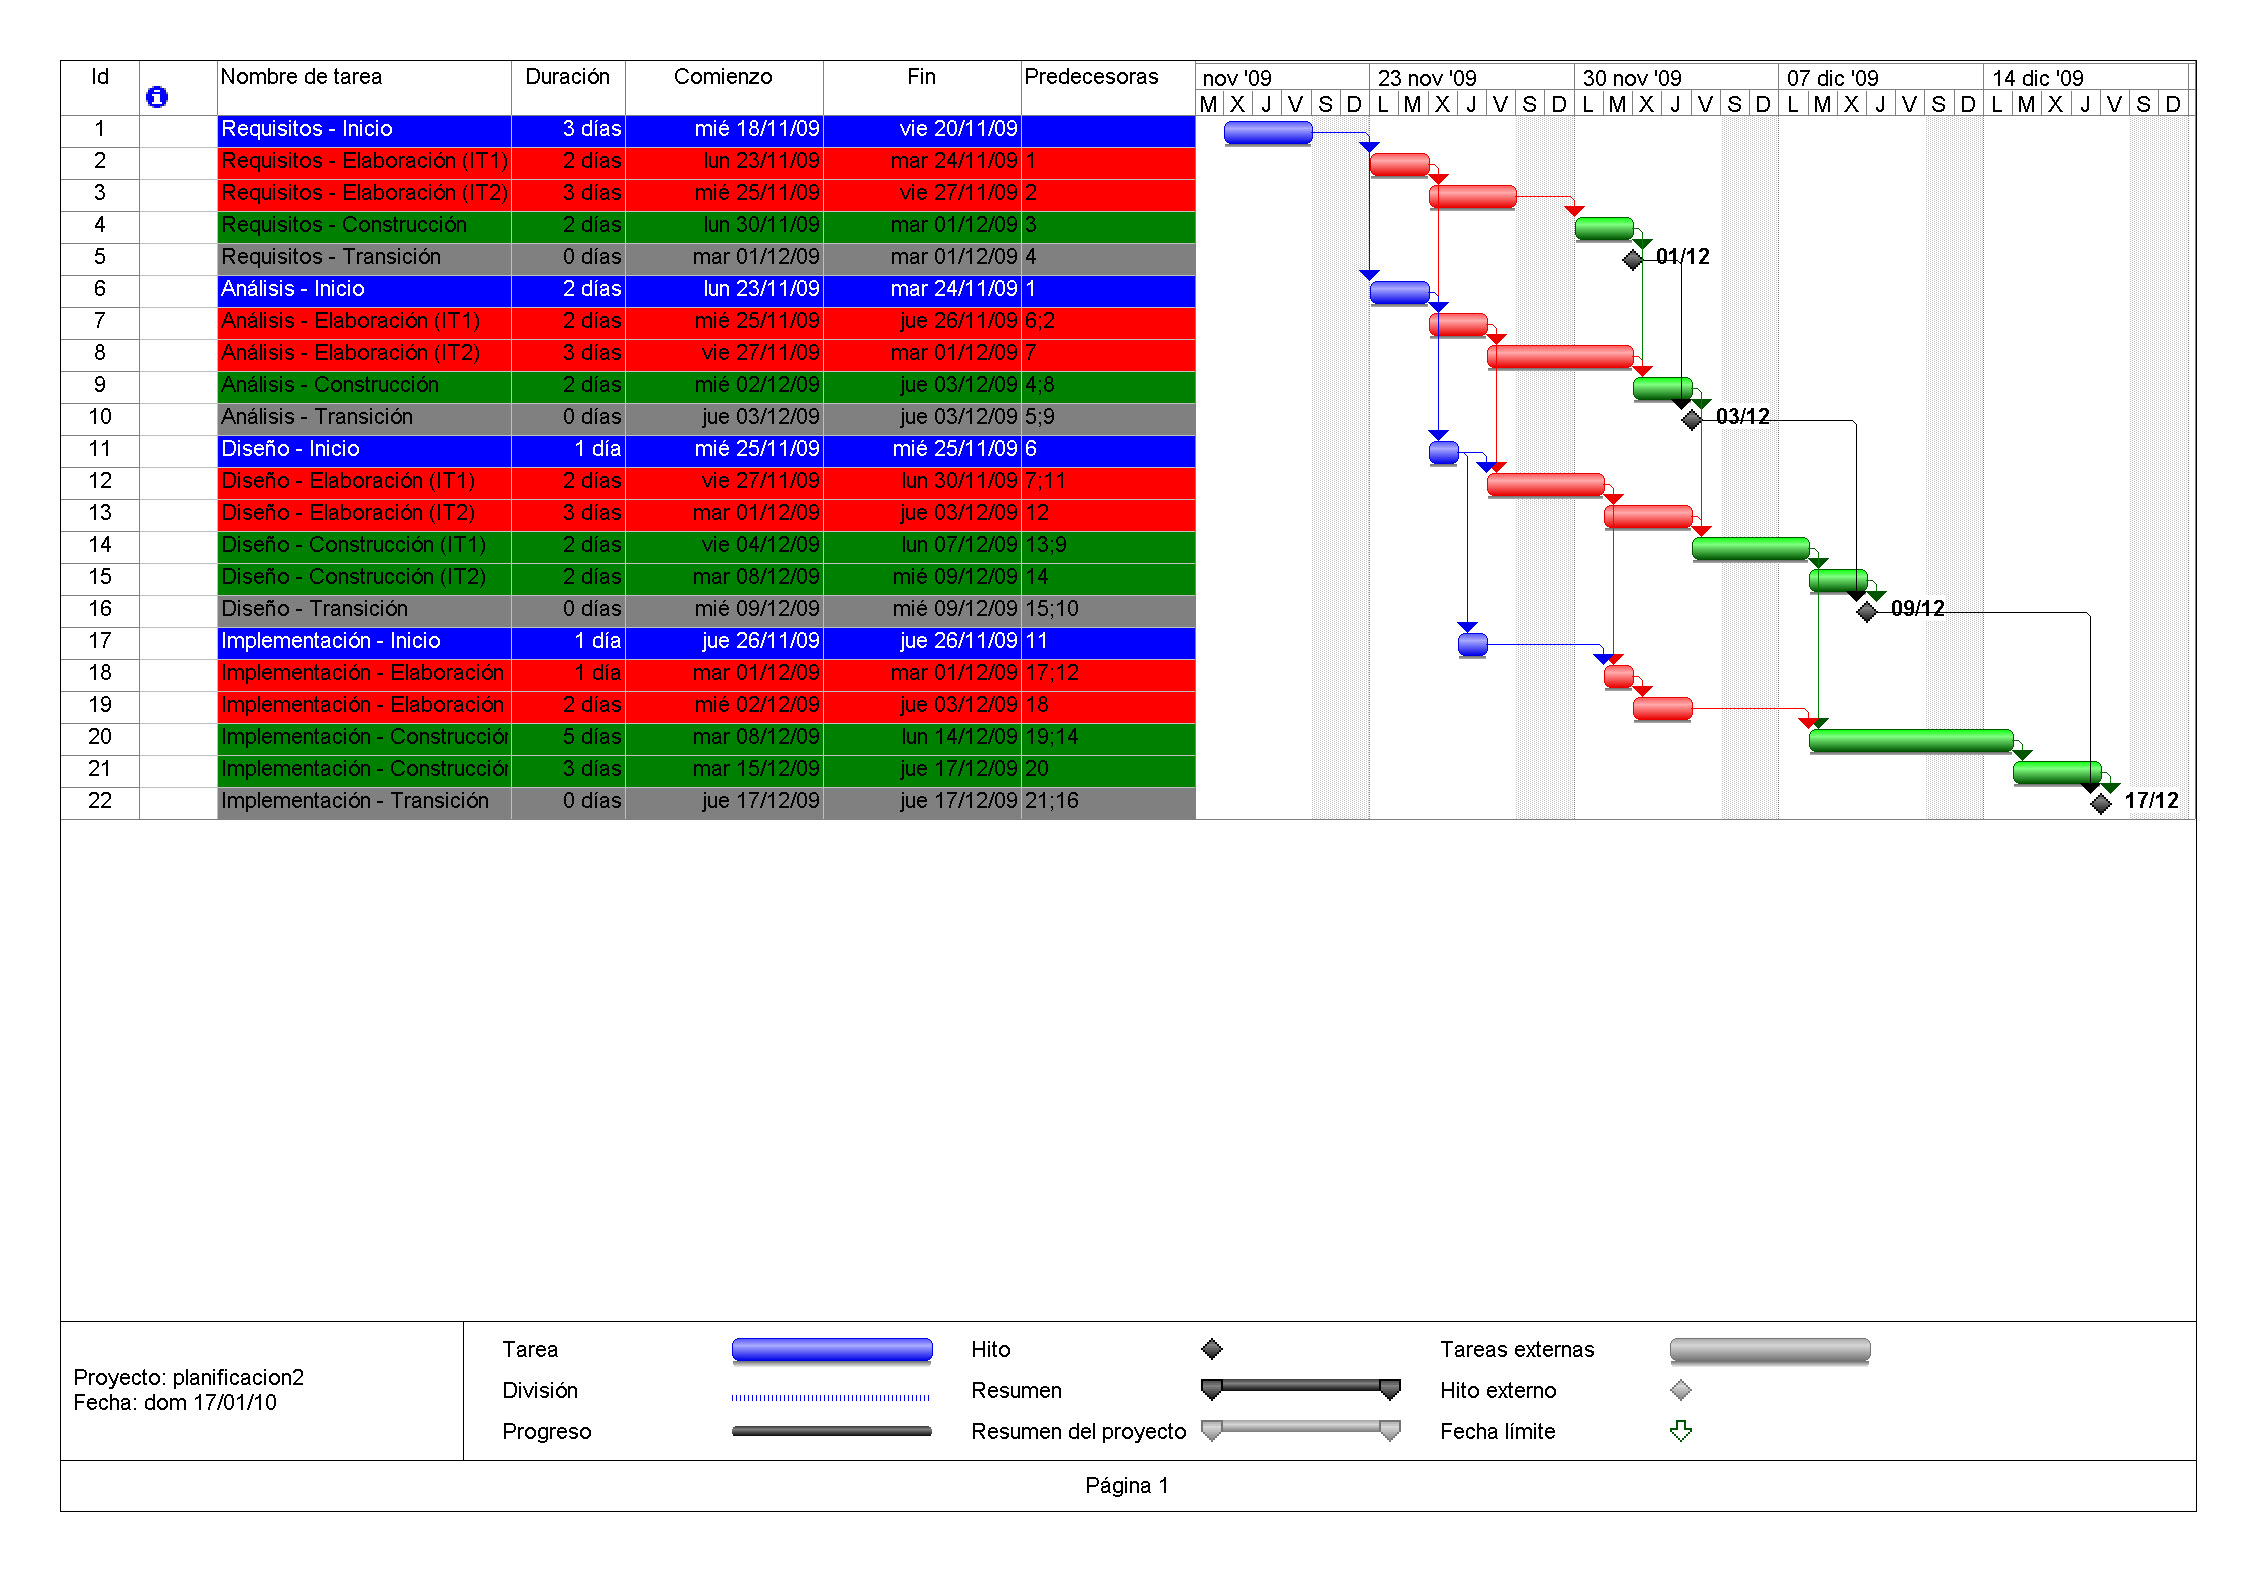 Id Nombre de tarea Duración Comienzo Fin Predecesoras nov '09 23 nov '09 30 nov '09 07 dic '09 14 dic '09
M X J V S D L M X J V S D L M X J V S D L M X J V S D L M X J V S D
1 Requisitos - Inicio 3 días mié 18/11/09 vie 20/11/09
2 Requisitos - Elaboración (IT1) 2 días lun 23/11/09 mar 24/11/09 1
3 Requisitos - Elaboración (IT2) 3 días mié 25/11/09 vie 27/11/09 2
4 Requisitos - Construcción 2 días lun 30/11/09 mar 01/12/09 3
5 Requisitos - Transición 0 días mar 01/12/09 mar 01/12/09 4 01/12
6 Análisis - Inicio 2 días lun 23/11/09 mar 24/11/09 1
7 Análisis - Elaboración (IT1) 2 días mié 25/11/09 jue 26/11/09 6;2
8 Análisis - Elaboración (IT2) 3 días vie 27/11/09 mar 01/12/09 7
9 Análisis - Construcción 2 días mié 02/12/09 jue 03/12/09 4;8
10 Análisis - Transición 0 días jue 03/12/09 jue 03/12/09 5;9 03/12
11 Diseño - Inicio 1 día mié 25/11/09 mié 25/11/09 6
12 Diseño - Elaboración (IT1) 2 días vie 27/11/09 lun 30/11/09 7;11
13 Diseño - Elaboración (IT2) 3 días mar 01/12/09 jue 03/12/09 12
14 Diseño - Construcción (IT1) 2 días vie 04/12/09 lun 07/12/09 13;9
15 Diseño - Construcción (IT2) 2 días mar 08/12/09 mié 09/12/09 14
16 Diseño - Transición 0 días mié 09/12/09 mié 09/12/09 15;10 09/12
17 Implementación - Inicio 1 día jue 26/11/09 jue 26/11/09 11
18 Implementación - Elaboración 1 día mar 01/12/09 mar 01/12/09 17;12
19 Implementación - Elaboración 2 días mié 02/12/09 jue 03/12/09 18
20 Implementación - Construcción 5 días mar 08/12/09 lun 14/12/09 19;14
21 Implementación - Construcción 3 días mar 15/12/09 jue 17/12/09 20
22 Implementación - Transición 0 días jue 17/12/09 jue 17/12/09 21;16 17/12
Proyecto: planificacion2
Fecha: dom 17/01/10
Tarea Hito Tareas externas
División Resumen Hito externo
Progreso Resumen del proyecto Fecha límite
Página 1